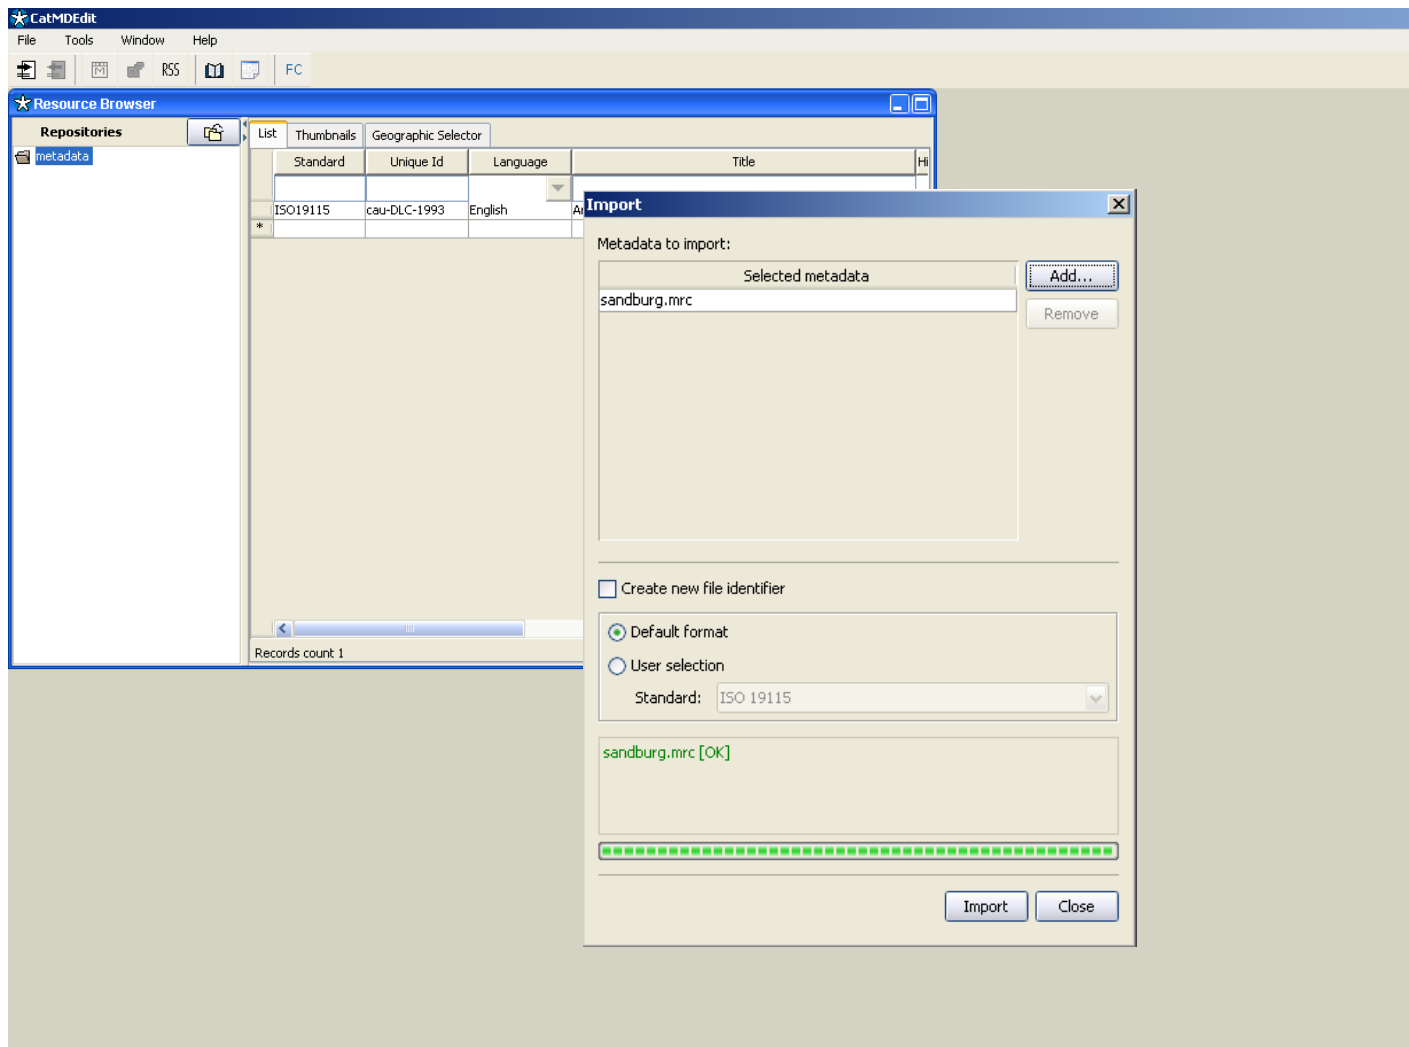 CatMDEdit
File Tools Window Help
RSS FC
Resource Browser
Repositories
metadata
List Thumbnails Geographic Selector
Standard Unique Id Language Title Hi
ISO19115 cau-DLC-1993 English
*
Records count 1
Import
Metadata to import:
Selected metadata
sandburg.mrc
Add...
Remove
Create new file identifier
Default format
User selection
Standard: ISO 19115
sandburg.mrc [OK]
Import Close